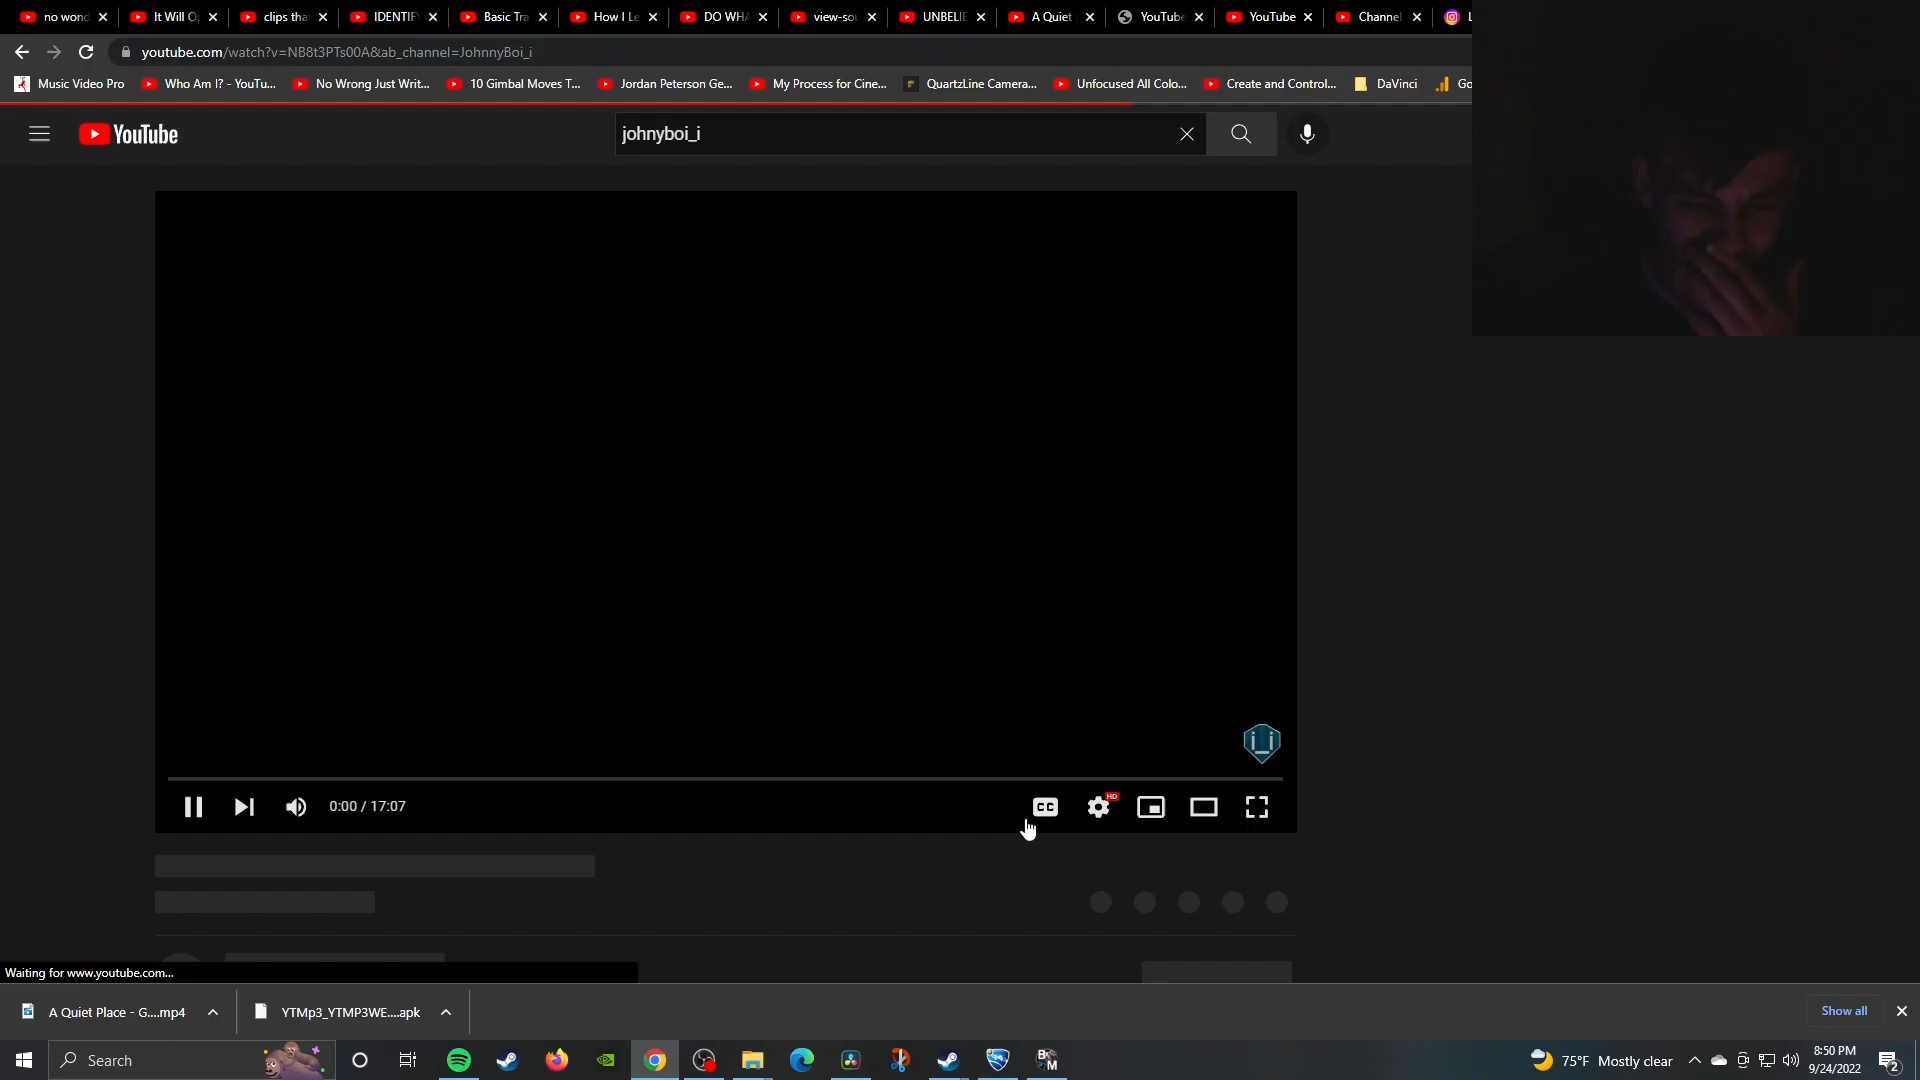 no wond
It Will O
clips tha
IDENTIF
Basic Tra
How I Le
DO WHA
view-sou
UNBELIE
A Quiet
YouTube
YouTube
Channel
L
youtube.com/watch?v=NB8t3PTs00A&ab_channel=JohnnyBoi_i
Music Video Pro
Who Am I? - YouTu...
No Wrong Just Writ...
10 Gimbal Moves T...
Jordan Peterson Ge...
My Process for Cine...
QuartzLine Camera...
Unfocused All Colo...
Create and Control...
DaVinci
Go
YouTube
johnyboi_i
i_i
0:00 / 17:07
CC
HD
Waiting for www.youtube.com...
A Quiet Place - G....mp4
YTMp3_YTMP3WE....apk
Show all
Search
75°F Mostly clear
8:50 PM
9/24/2022
2